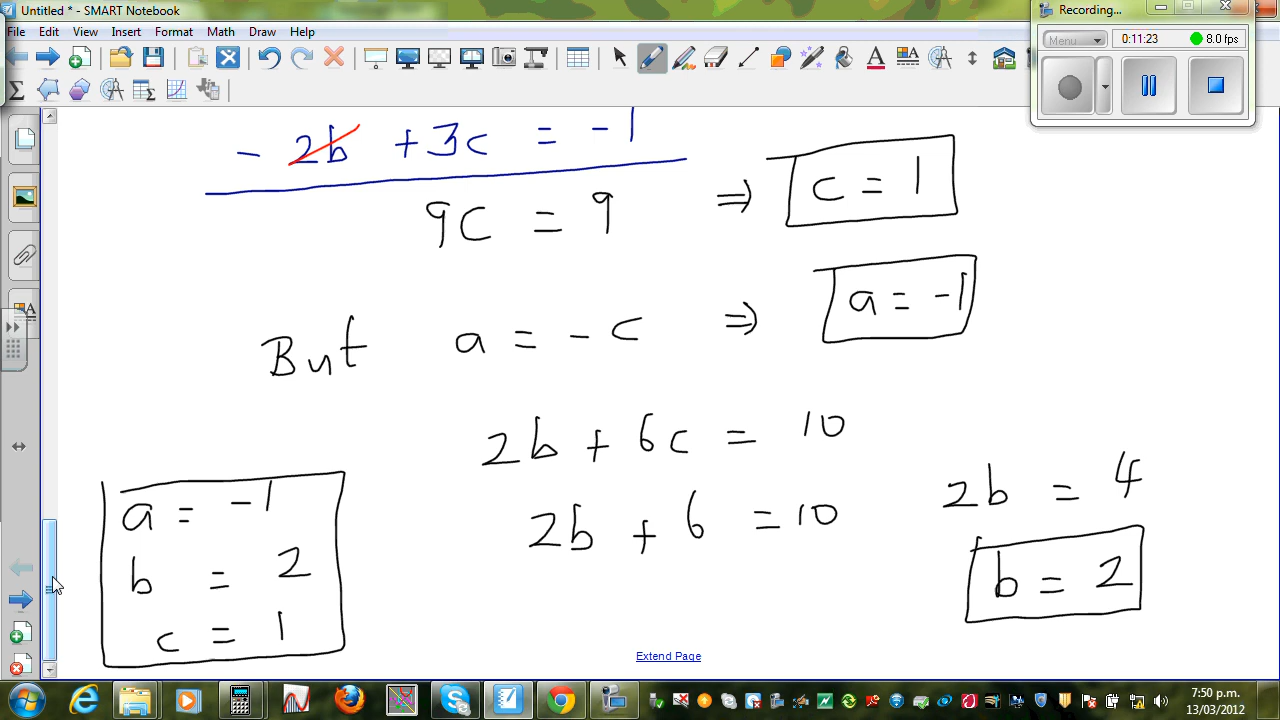 Untitled * - SMART Notebook
Recording...
File Edit View Insert Format Math Draw Help
Menu 0:11:23 8.0 fps
- 2b + 3c = -1
9c = 9 ⇒ c = 1
But a = - c ⇒ a = -1
2b + 6c = 10
2b + 6 = 10
2b = 4
b = 2
a = -1
b = 2
c = 1
Extend Page
7:50 p.m.
13/03/2012